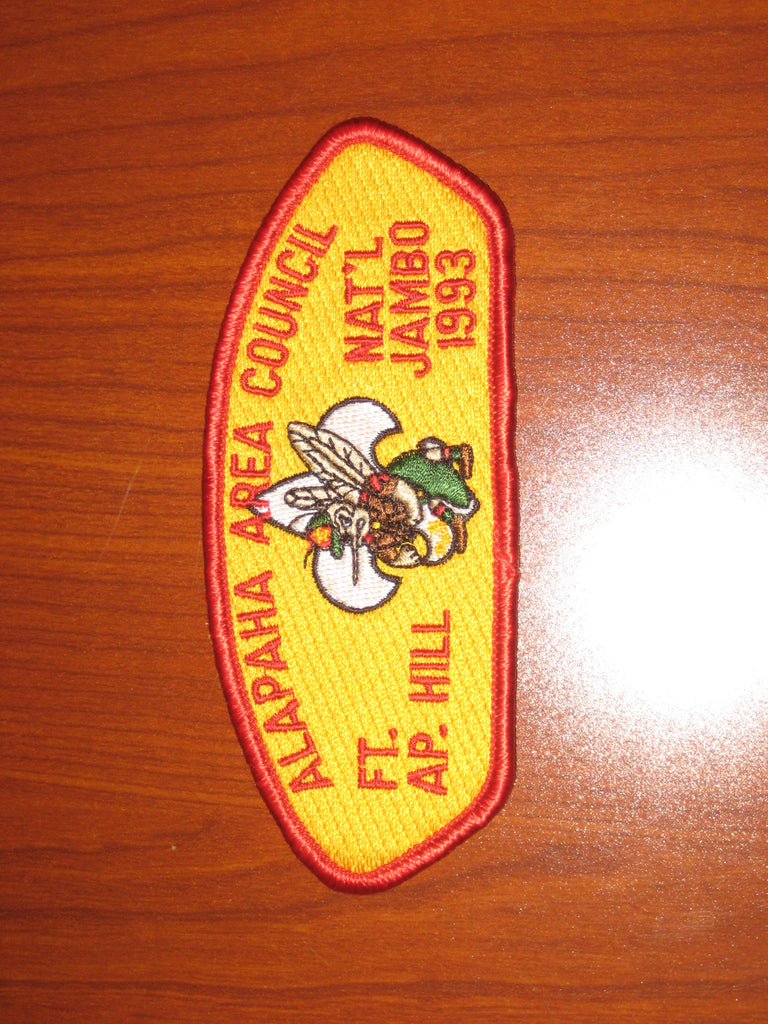 ALAPAHA AREA COUNCIL
FT.
AP. HILL
NAT'L
JAMBO
1993